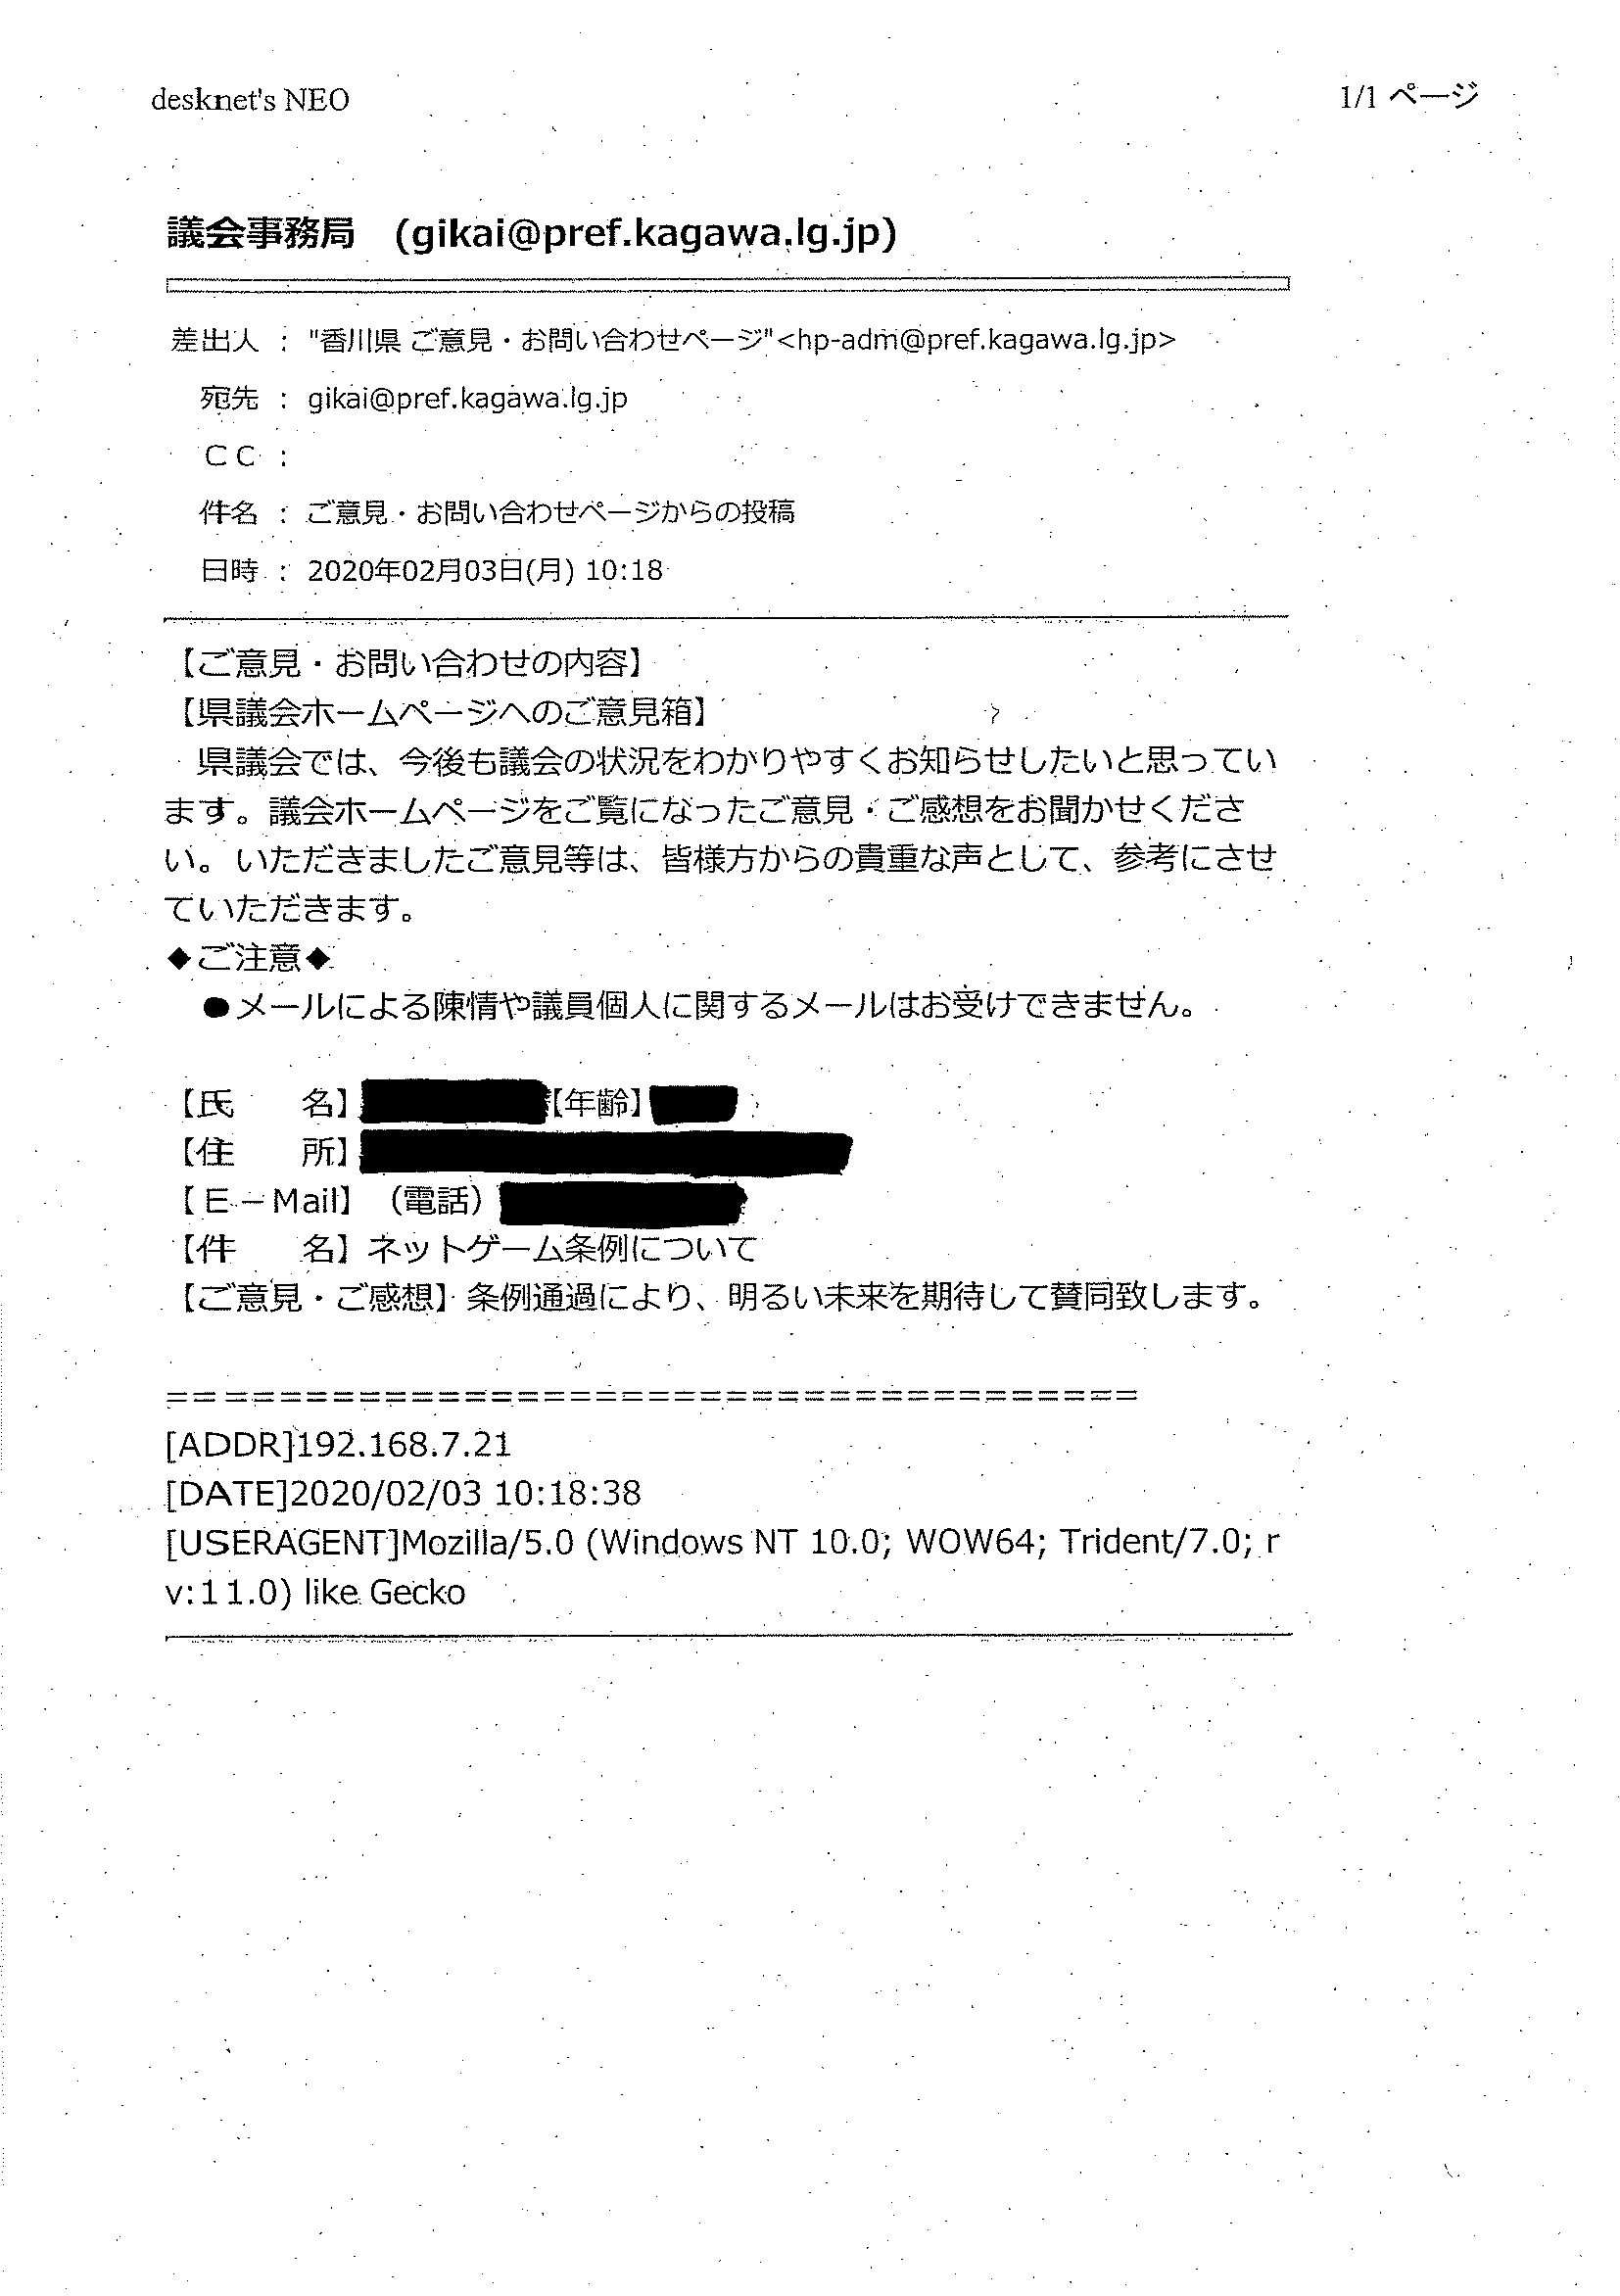 desknet's NEO
1/1 ページ
議会事務局　(gikai@pref.kagawa.lg.jp)
差出人 ： "香川県 ご意見・お問い合わせページ"<hp-adm@pref.kagawa.lg.jp>
宛先 ： gikai@pref.kagawa.lg.jp
ＣＣ ：
件名 ： ご意見・お問い合わせページからの投稿
日時 ： 2020年02月03日(月) 10:18
【ご意見・お問い合わせの内容】
【県議会ホームページへのご意見箱】
　県議会では、今後も議会の状況をわかりやすくお知らせしたいと思ってい
ます。議会ホームページをご覧になったご意見・ご感想をお聞かせくださ
い。いただきましたご意見等は、皆様方からの貴重な声として、参考にさせ
ていただきます。
◆ご注意◆
　●メールによる陳情や議員個人に関するメールはお受けできません。
【氏　　名】【年齢】
【住　　所】
【Ｅ－Mail】（電話）
【件　　名】ネットゲーム条例について
【ご意見・ご感想】条例通過により、明るい未来を期待して賛同致します。
=====================================
[ADDR]192.168.7.21
[DATE]2020/02/03 10:18:38
[USERAGENT]Mozilla/5.0 (Windows NT 10.0; WOW64; Trident/7.0; r
v:11.0) like Gecko